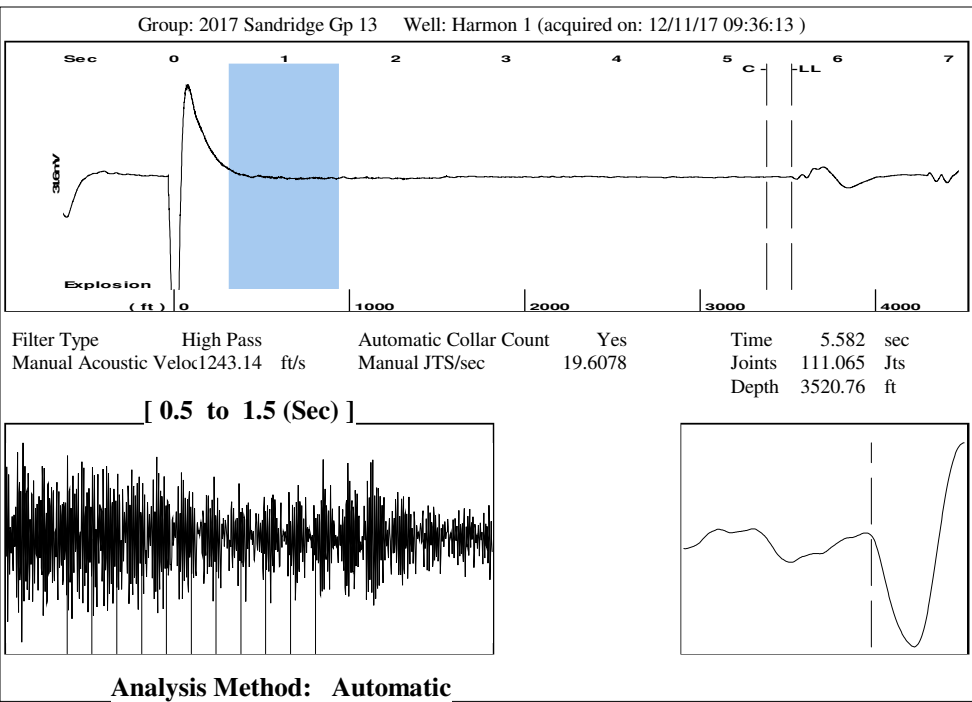 Group: 2017 Sandridge Gp 13 Well: Harmon 1 (acquired on: 12/11/17 09:36:13 )
Sec 0 1 2 3 4 5 6 7
C LL
Explosion
(ft) 0 1000 2000 3000 4000
Filter Type High Pass Automatic Collar Count Yes Time 5.582 sec
Manual Acoustic Veloc1243.14 ft/s Manual JTS/sec 19.6078 Joints 111.065 Jts
Depth 3520.76 ft
[ 0.5 to 1.5 (Sec) ]
Analysis Method: Automatic